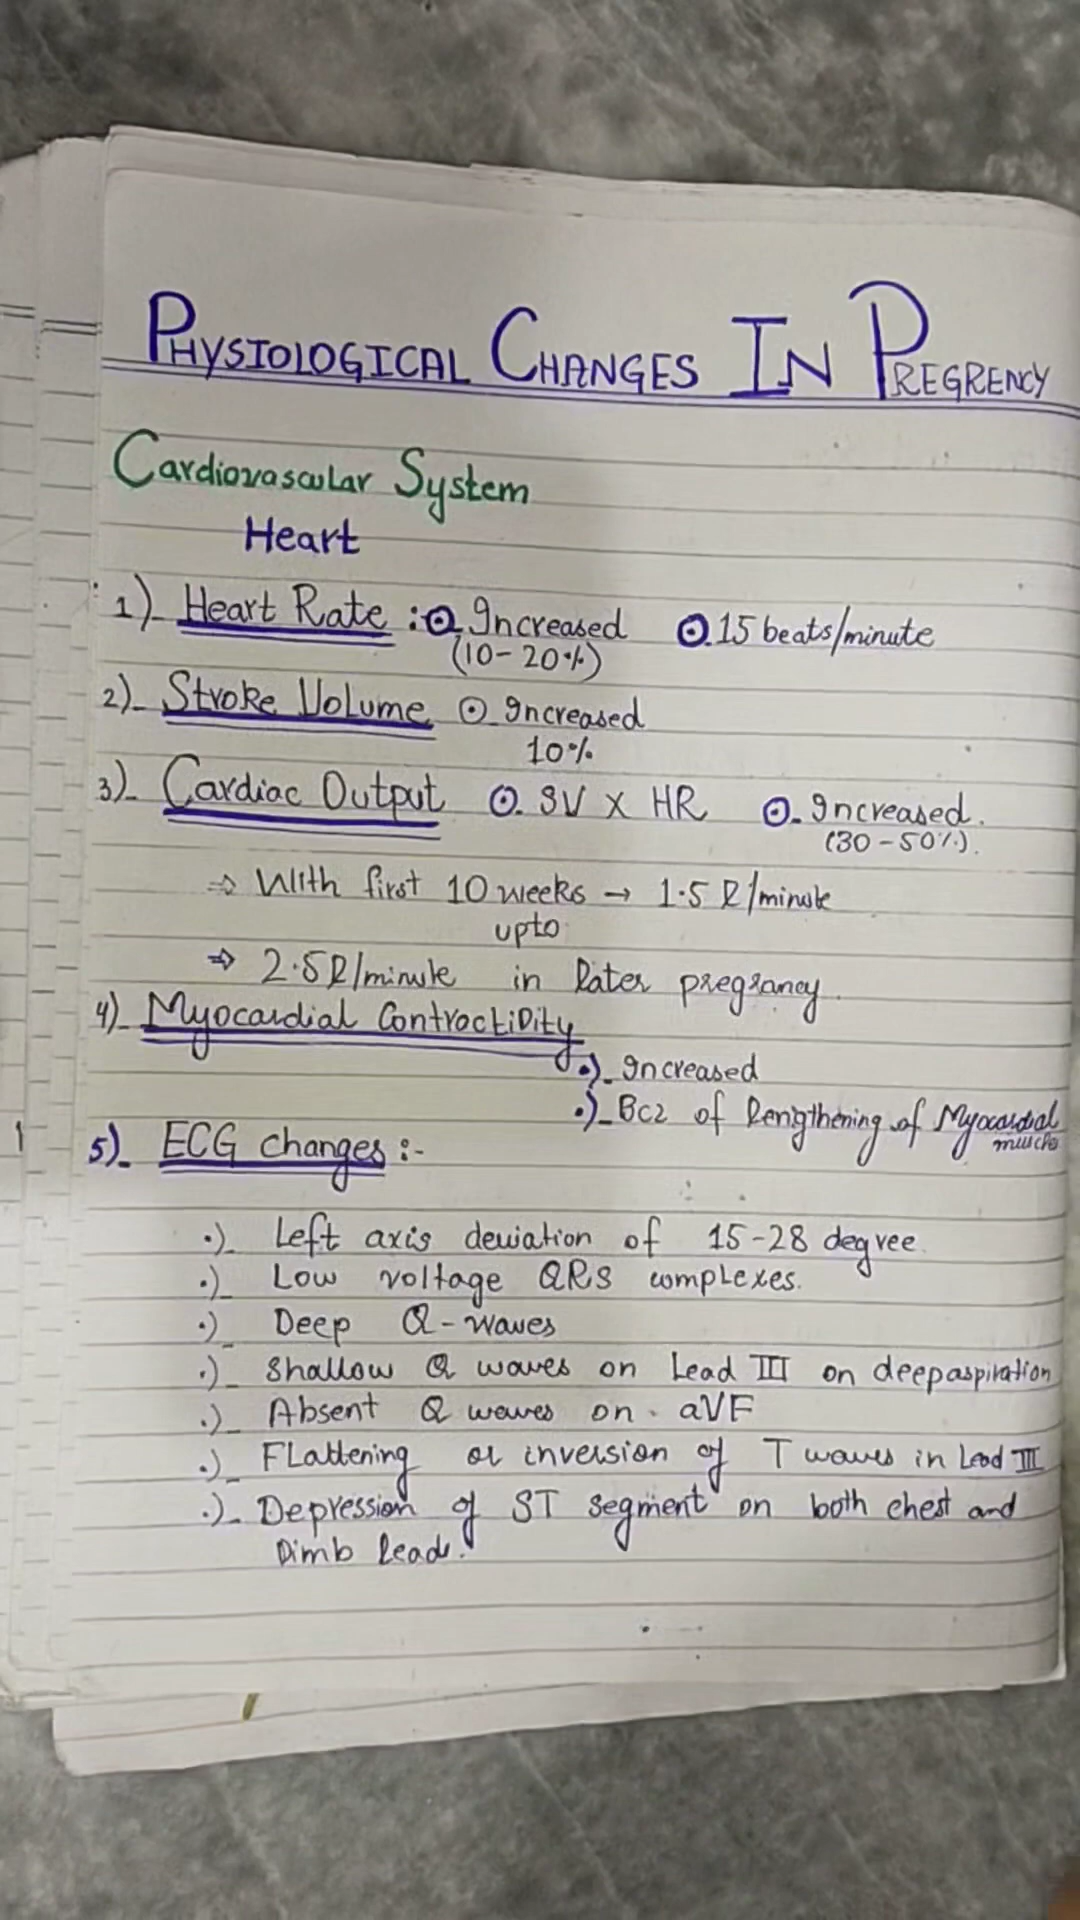 PHYSIOLOGICAL CHANGES IN PREGRENCY
Cardiovascular System
Heart
1)_ Heart Rate :⊙ Increased ⊙ 15 beats/minute
(10-20%)
2)_ Stroke Volume ⊙ Increased
10%
3)_ Cardiac Output ⊙. SV X HR ⊙. Increased.
(30-50%).
⇒ With first 10 weeks → 1.5 l/minute
upto
⇒ 2.5l/minute in later pregnancy.
4)_ Myocardial Contractility
•)_ Increased
•)_ Bcz of lengthening of Myocardial
muscles
5)_ ECG changes :-
•)_ Left axis deviation of 15-28 degree.
•)_ Low voltage QRS complexes.
•)_ Deep Q-waves
•)_ Shallow Q waves on Lead III on deepaspiration
•)_ Absent Q waves on aVF
•)_ Flattening or inversion of T waves in Lead III
•)_ Depression of ST segment on both chest and
limb leads.